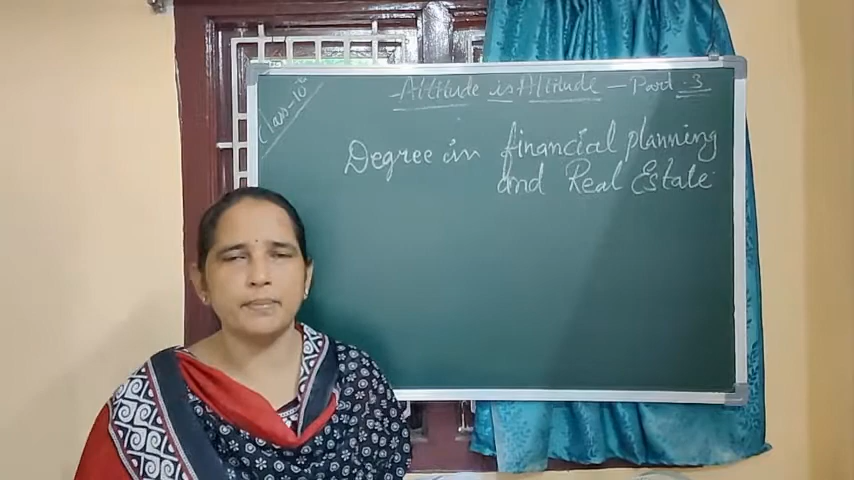 Class-10th
Attitude is Altitude - Part-3
Degree in financial planning
and Real Estate